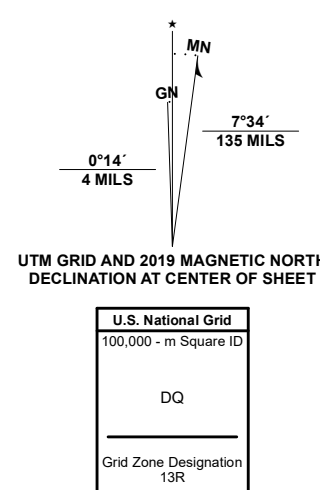 ★
MN
GN
7°34´
135 MILS
0°14´
4 MILS
UTM GRID AND 2019 MAGNETIC NORTH
DECLINATION AT CENTER OF SHEET
U.S. National Grid
100,000 - m Square ID
DQ
Grid Zone Designation
13R